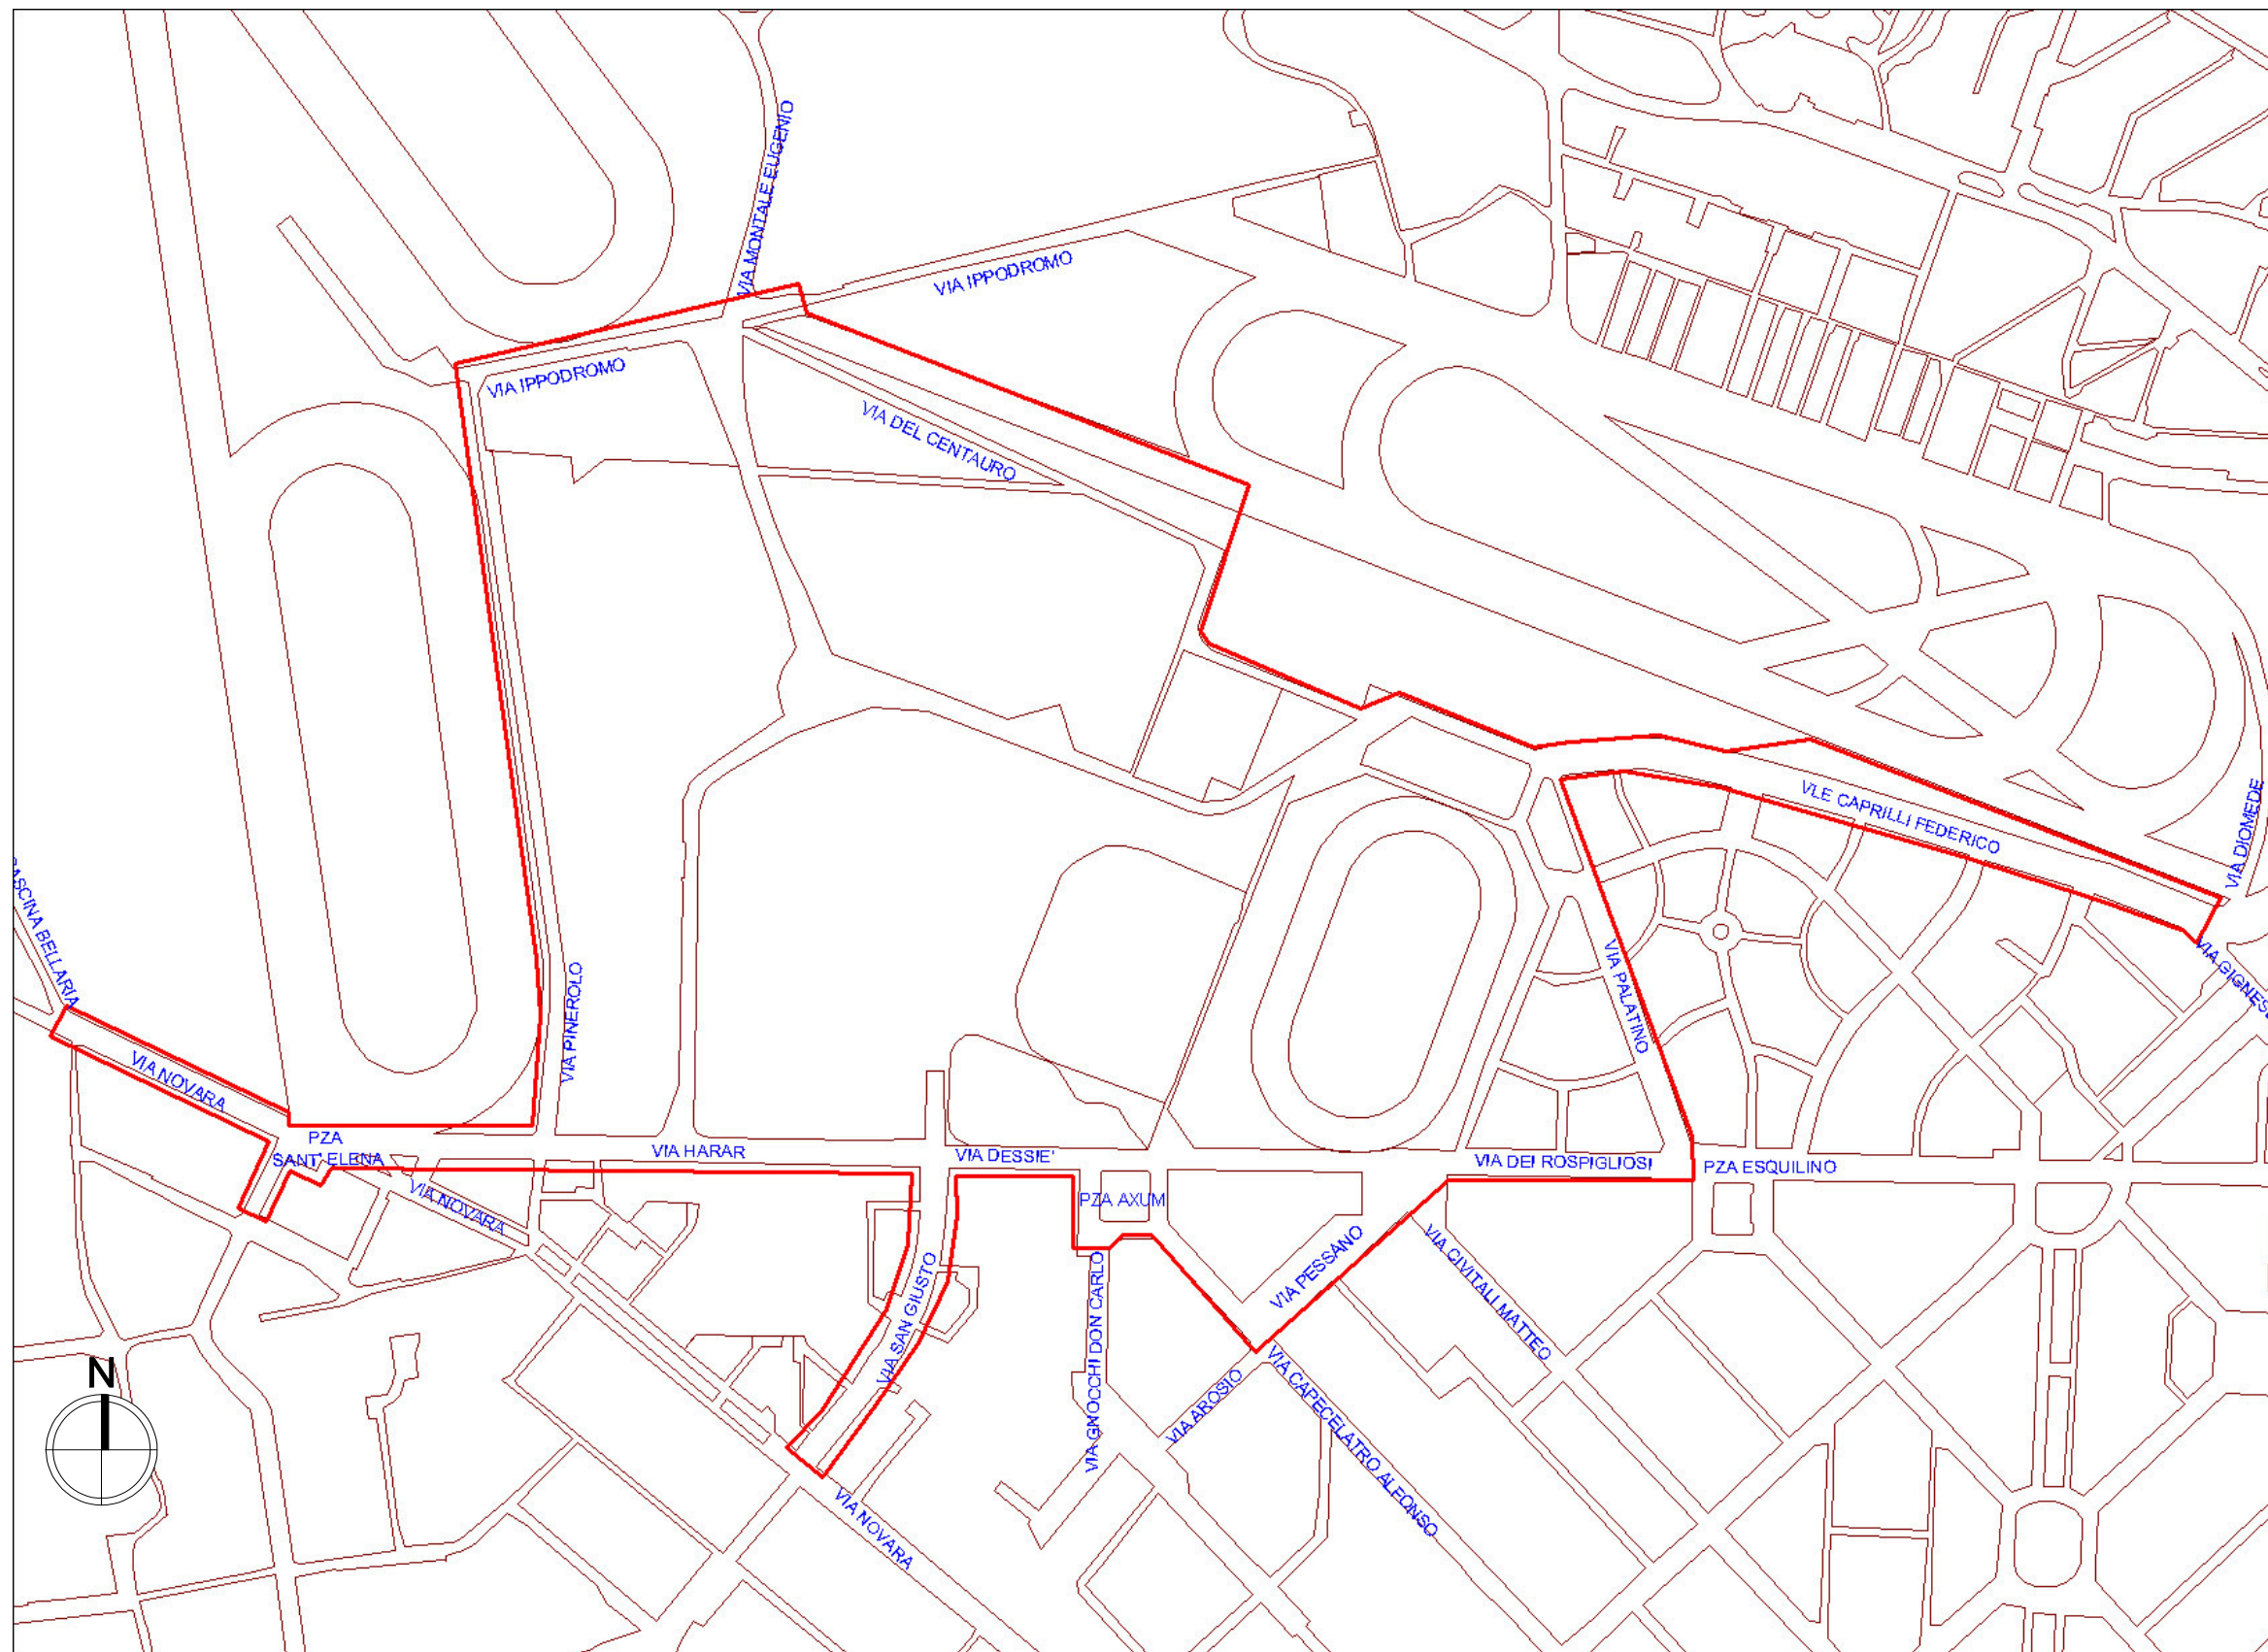 VIA MONTALE EUGENIO
VIA IPPODROMO
VIA IPPODROMO
VIA DEL CENTAURO
VLE CAPRILLI FEDERICO
VIA DIOMEDE
CASCINA BELLARIA
VIA PINEROLO
VIA PALATINO
VIA GIGNESE
VIA NOVARA
PZA
SANT' ELENA
VIA HARAR
VIA DESSIE'
VIA DEI ROSPIGLIOSI
PZA ESQUILINO
VIA NOVARA
PZA AXUM
VIA SAN GIUSTO
VIA GNOCCHI DON CARLO
VIA PESSANO
VIA CIVITALI MATTEO
VIA AROSIO
VIA CAPECELATRO ALFONSO
VIA NOVARA
N